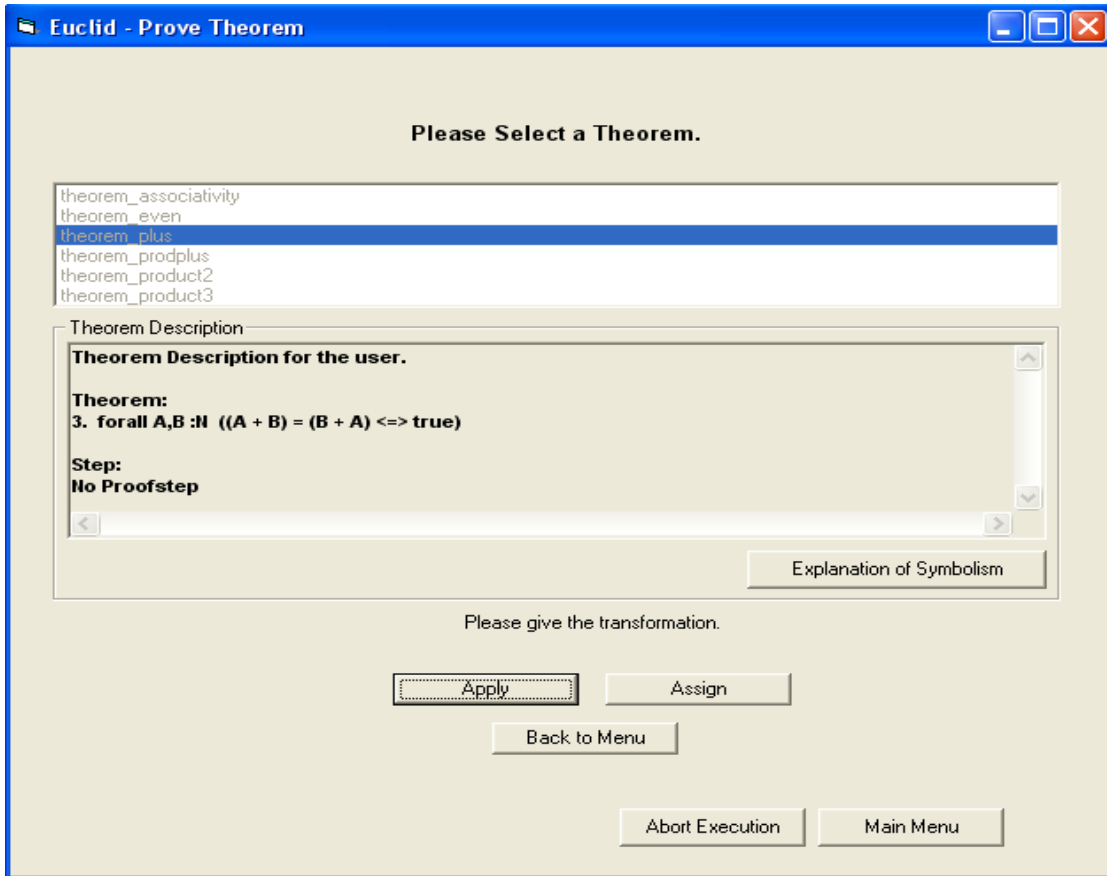 Euclid - Prove Theorem
Please Select a Theorem.
theorem_associativity
theorem_even
theorem_plus
theorem_prodplus
theorem_product2
theorem_product3
Theorem Description
Theorem Description for the user.
Theorem:
3. forall A,B :N ((A + B) = (B + A) <=> true)
Step:
No Proofstep
Explanation of Symbolism
Please give the transformation.
Apply
Assign
Back to Menu
Abort Execution
Main Menu